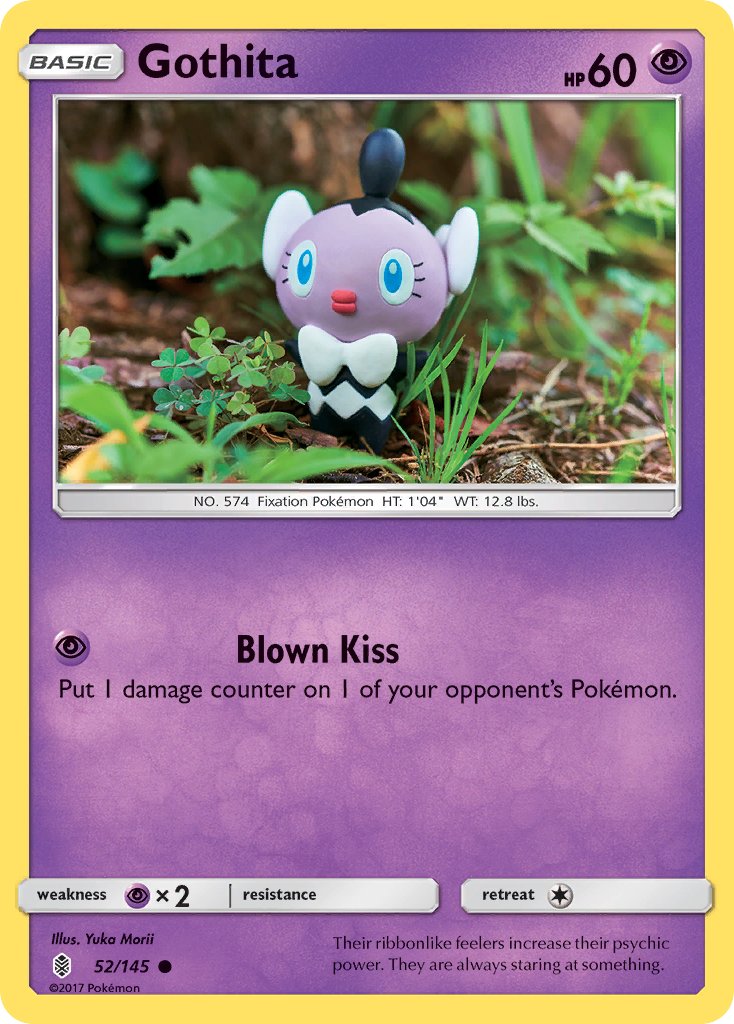 BASIC Gothita HP60
NO. 574 Fixation Pokémon HT: 1'04" WT: 12.8 lbs.
Blown Kiss
Put 1 damage counter on 1 of your opponent's Pokémon.
weakness ×2 resistance retreat
Illus. Yuka Morii
52/145
©2017 Pokémon
Their ribbonlike feelers increase their psychic
power. They are always staring at something.